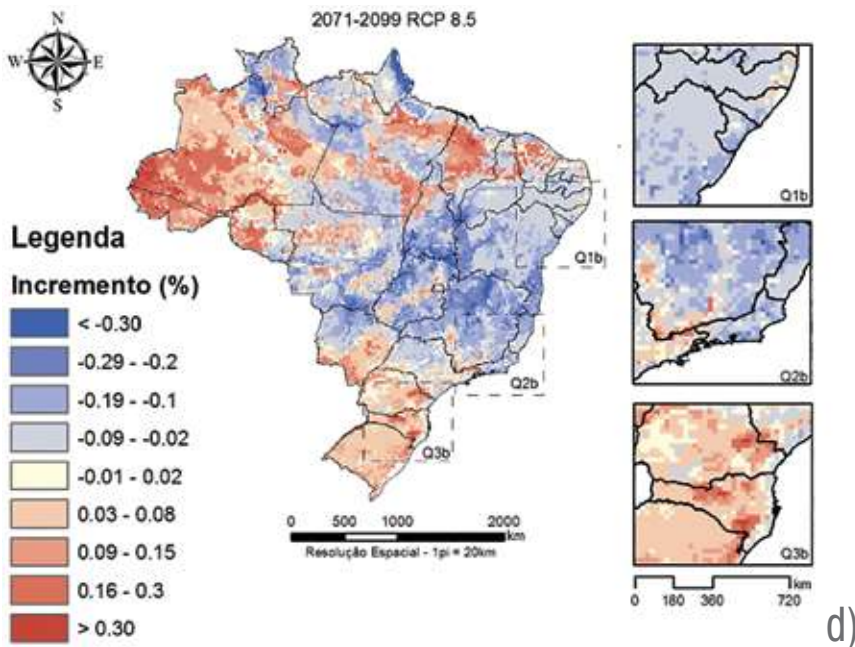 2071-2099 RCP 8.5
N
W E
S
Legenda
Incremento (%)
< -0.30
-0.29 - -0.2
-0.19 - -0.1
-0.09 - -0.02
-0.01 - 0.02
0.03 - 0.08
0.09 - 0.15
0.16 - 0.3
> 0.30
Q1b
Q2b
Q3b
0 500 1000 2000
km
Resolução Espacial - 1pi = 20km
Q1b
Q2b
Q3b
km
0 180 360 720
d)